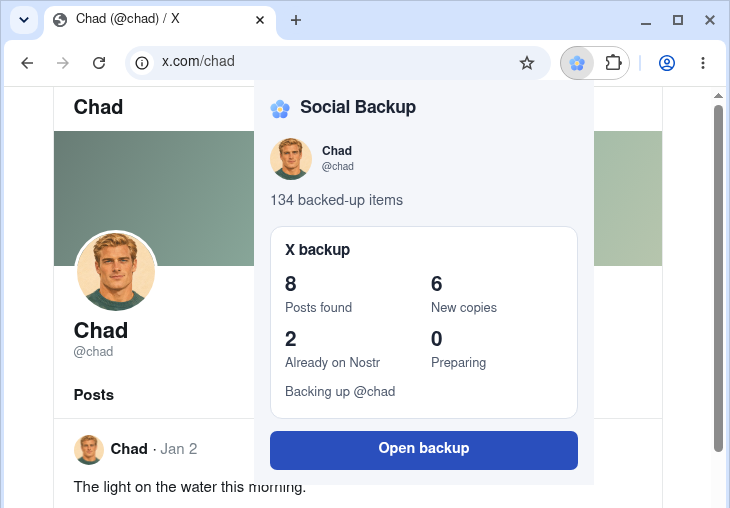 Chad (@chad) / X
x.com/chad
Chad
Social Backup
Chad
@chad
134 backed-up items
X backup
8
Posts found
6
New copies
2
Already on Nostr
0
Preparing
Backing up @chad
Open backup
Chad
@chad
Posts
Chad · Jan 2
The light on the water this morning.